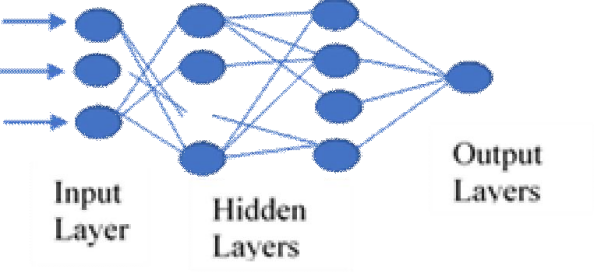 Input
Layer
Hidden
Layers
Output
Layers